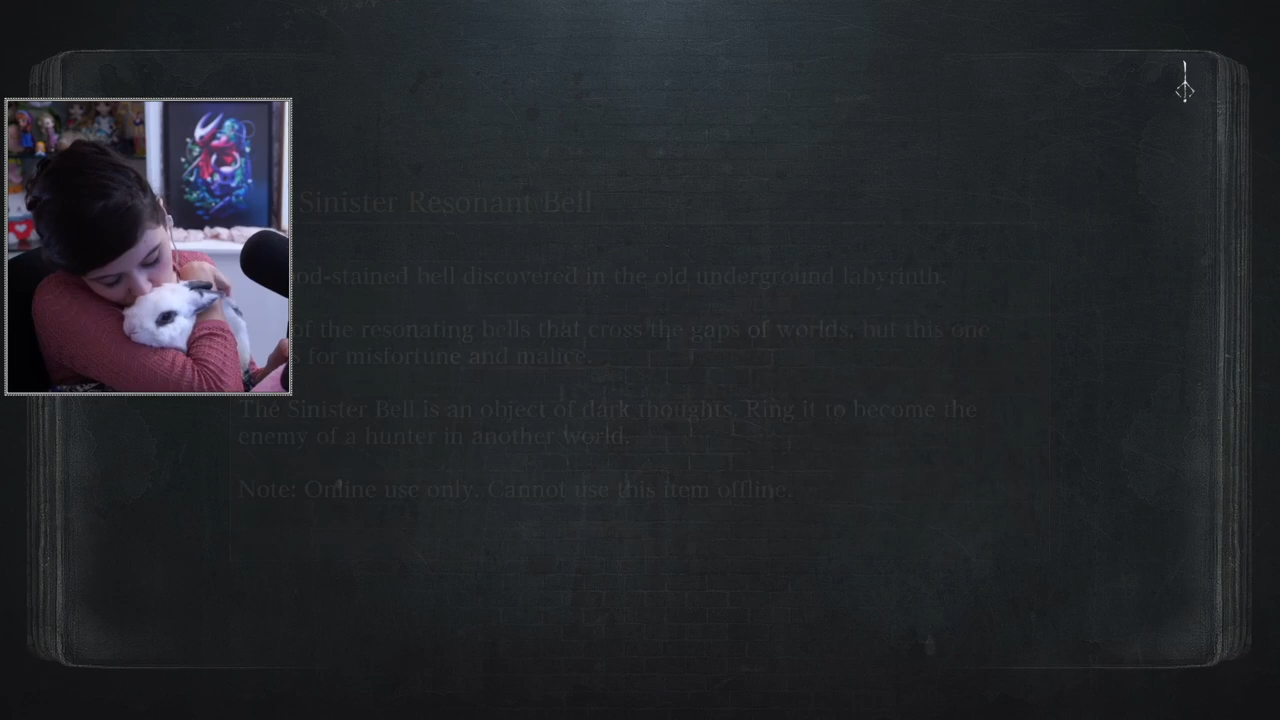 Sinister Resonant Bell
bell discovered in the old underground labyrinth.
of the resonating bells that cross the gaps of worlds, but this one
for misfortune and malice.
The Sinister Bell is an object of dark thoughts. Ring it to become the
enemy of a hunter in another world.
Note: Online use only. Cannot use this item offline.